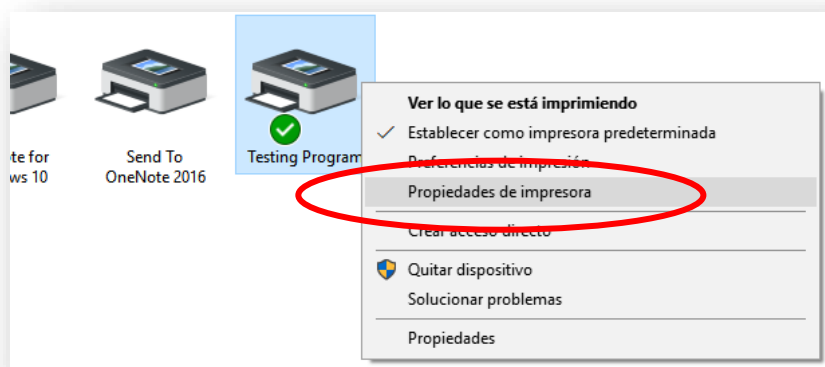 te for
ws 10
Send To
OneNote 2016
Testing Program
Ver lo que se está imprimiendo
Establecer como impresora predeterminada
Preferencias de impresión
Propiedades de impresora
Crear acceso directo
Quitar dispositivo
Solucionar problemas
Propiedades